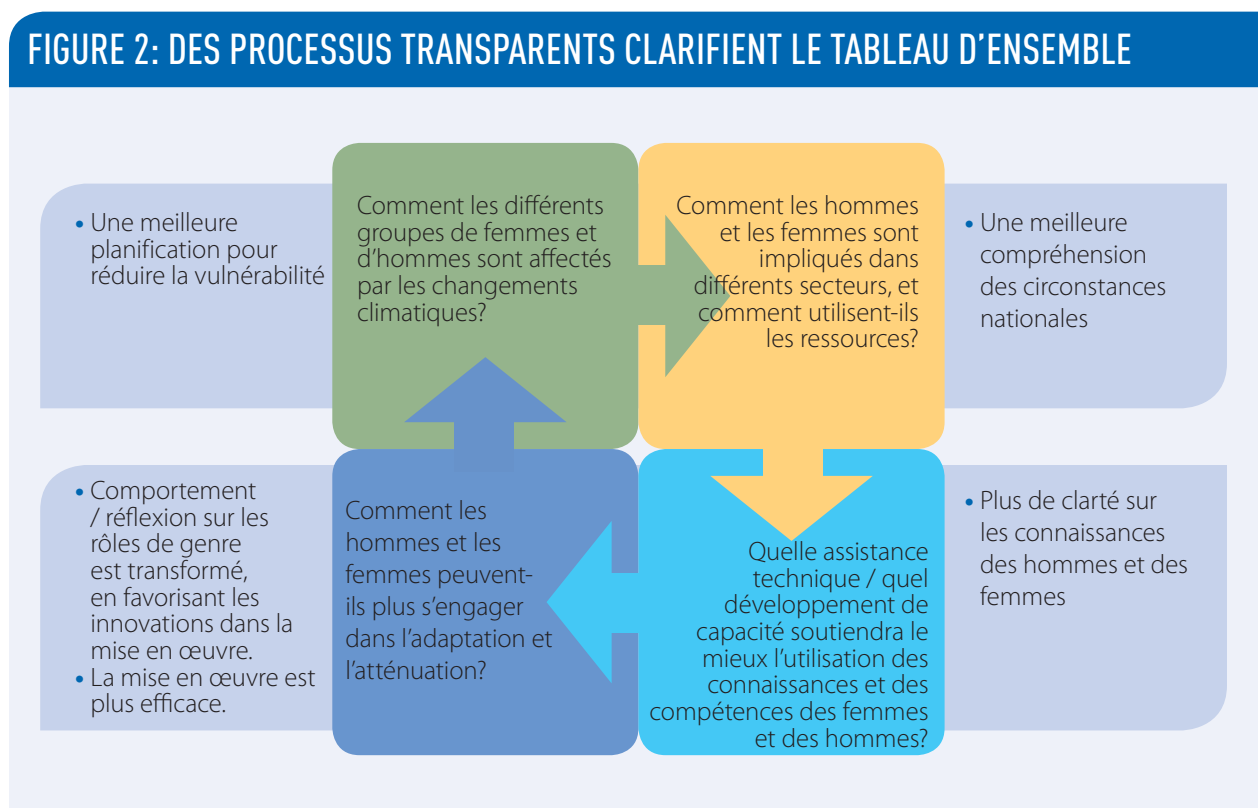 FIGURE 2: DES PROCESSUS TRANSPARENTS CLARIFIENT LE TABLEAU D’ENSEMBLE
• Une meilleure
planification pour
réduire la vulnérabilité
Comment les différents
groupes de femmes et
d’hommes sont affectés
par les changements
climatiques?
Comment les hommes
et les femmes sont
impliqués dans
différents secteurs, et
comment utilisent-ils
les ressources?
• Une meilleure
compréhension
des circonstances
nationales
• Comportement
/ réflexion sur les
rôles de genre
est transformé,
en favorisant les
innovations dans la
mise en œuvre.
• La mise en œuvre est
plus efficace.
Comment les
hommes et les
femmes peuvent-
ils plus s’engager
dans l’adaptation et
l’atténuation?
Quelle assistance
technique / quel
développement de
capacité soutiendra le
mieux l’utilisation des
connaissances et des
compétences des femmes
et des hommes?
• Plus de clarté sur
les connaissances
des hommes et des
femmes